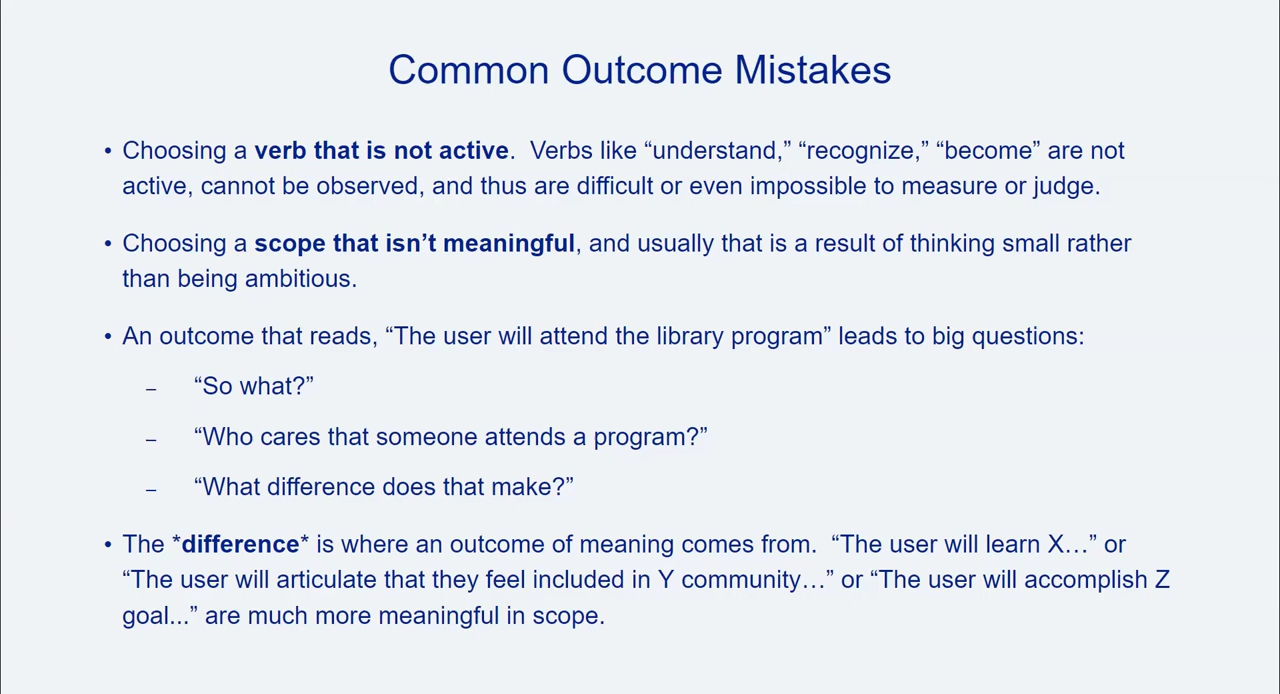 Common Outcome Mistakes
• Choosing a verb that is not active.  Verbs like “understand,” “recognize,” “become” are not
active, cannot be observed, and thus are difficult or even impossible to measure or judge.
• Choosing a scope that isn’t meaningful, and usually that is a result of thinking small rather
than being ambitious.
• An outcome that reads, “The user will attend the library program” leads to big questions:
– “So what?”
– “Who cares that someone attends a program?”
– “What difference does that make?”
• The *difference* is where an outcome of meaning comes from.  “The user will learn X…” or
“The user will articulate that they feel included in Y community…” or “The user will accomplish Z
goal...” are much more meaningful in scope.